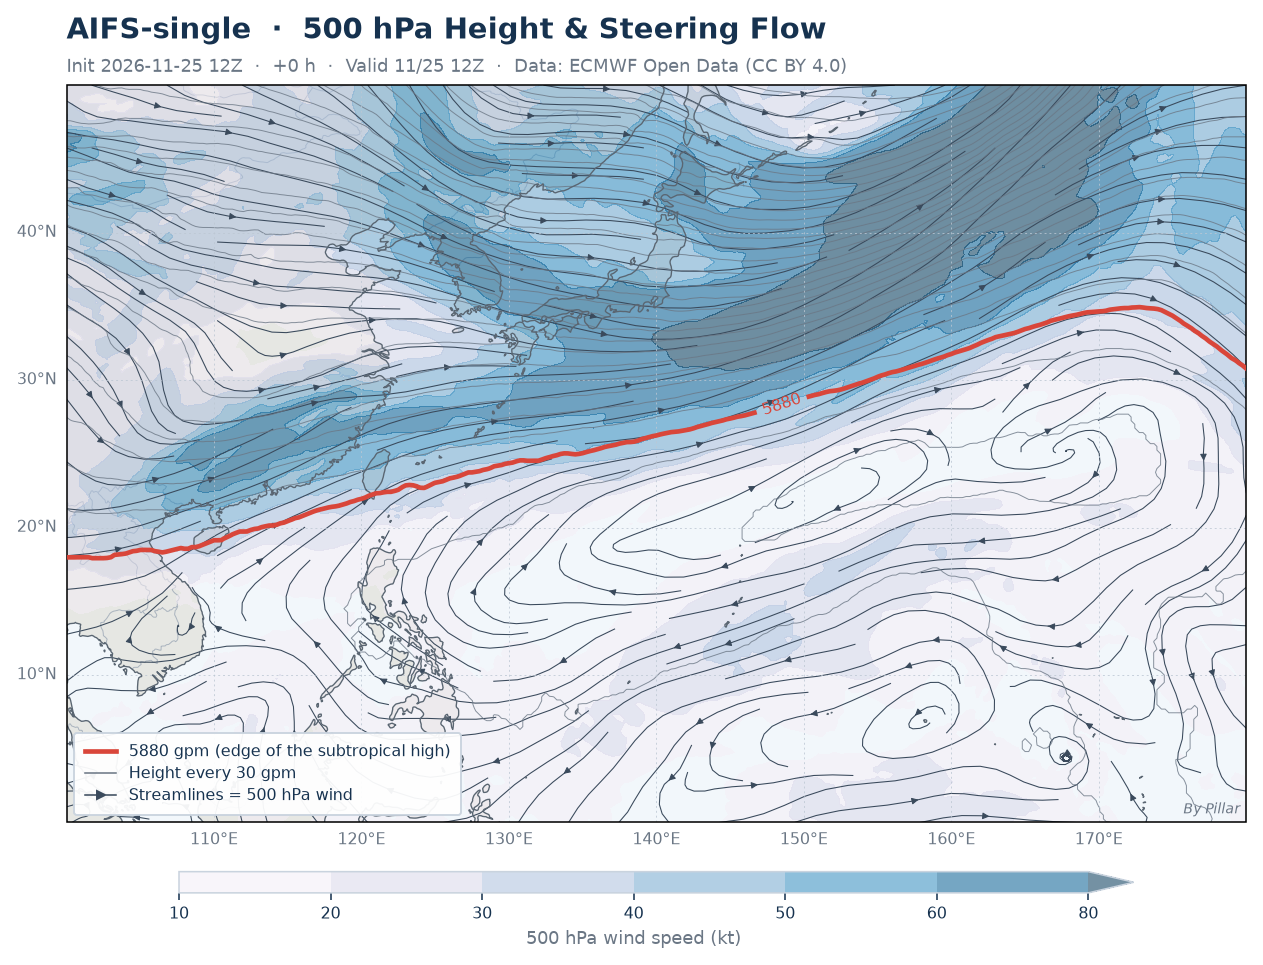 AIFS-single · 500 hPa Height & Steering Flow
Init 2026-11-25 12Z · +0 h · Valid 11/25 12Z · Data: ECMWF Open Data (CC BY 4.0)
40°N
30°N
20°N
10°N
5880
5880 gpm (edge of the subtropical high)
Height every 30 gpm
Streamlines = 500 hPa wind
By Pillar
110°E 120°E 130°E 140°E 150°E 160°E 170°E
10 20 30 40 50 60 80
500 hPa wind speed (kt)